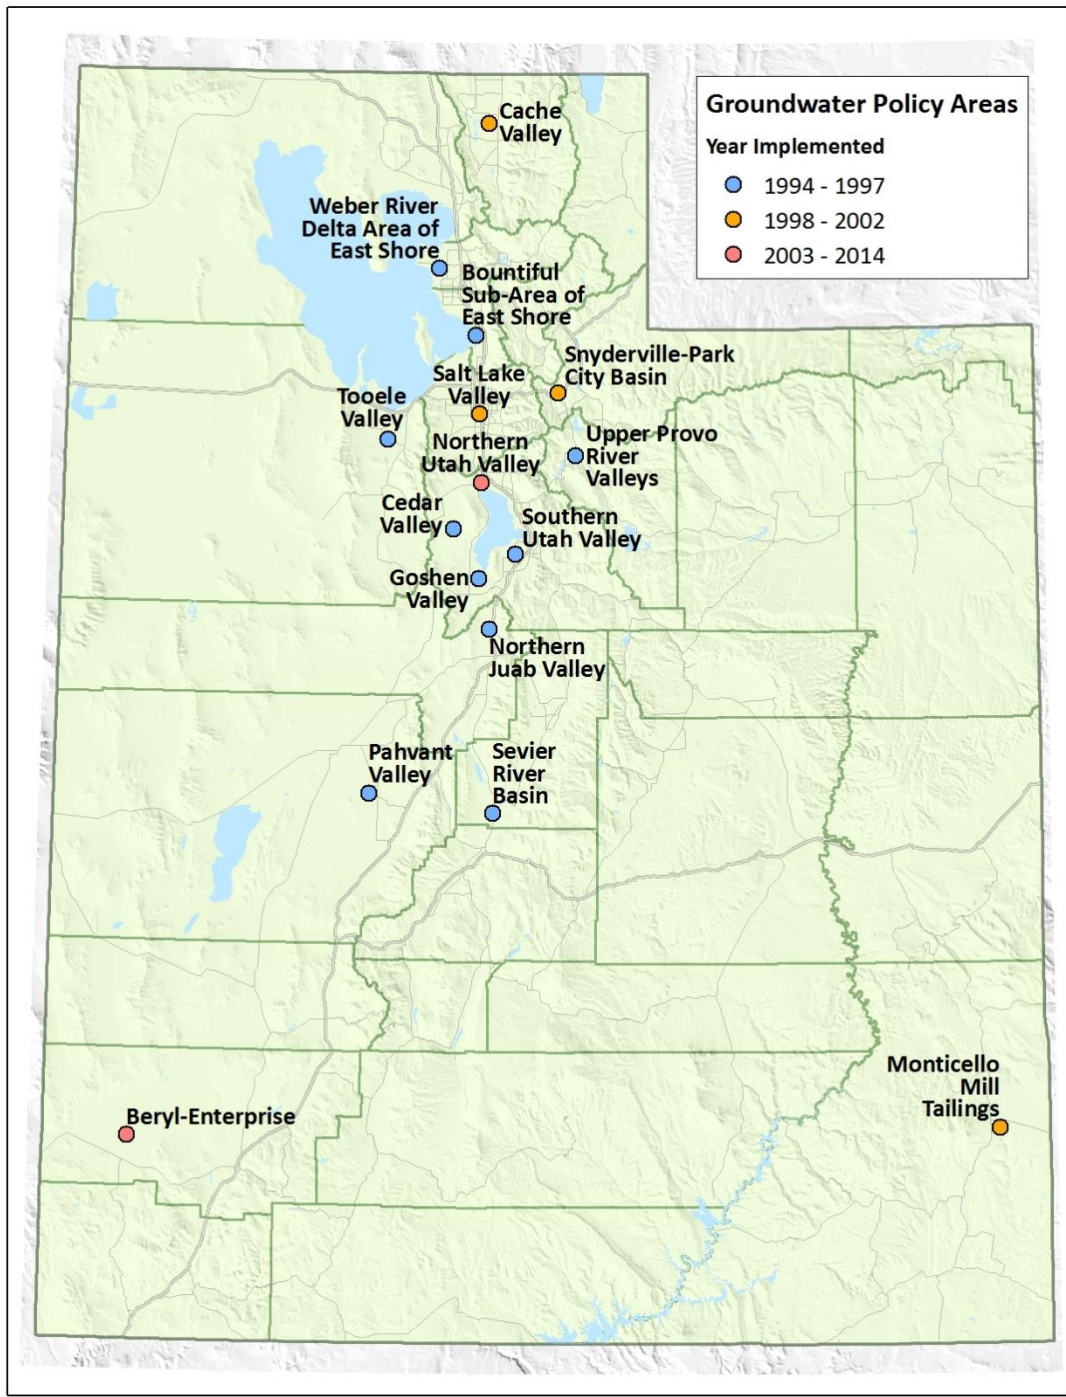 Groundwater Policy Areas
Year Implemented
1994 - 1997
1998 - 2002
2003 - 2014
Cache
Valley
Weber River
Delta Area of
East Shore
Bountiful
Sub-Area of
East Shore
Snyderville-Park
City Basin
Salt Lake
Valley
Tooele
Valley
Northern
Utah Valley
Upper Provo
River
Valleys
Cedar
Valley
Southern
Utah Valley
Goshen
Valley
Northern
Juab Valley
Pahvant
Valley
Sevier
River
Basin
Monticello
Mill
Tailings
Beryl-Enterprise